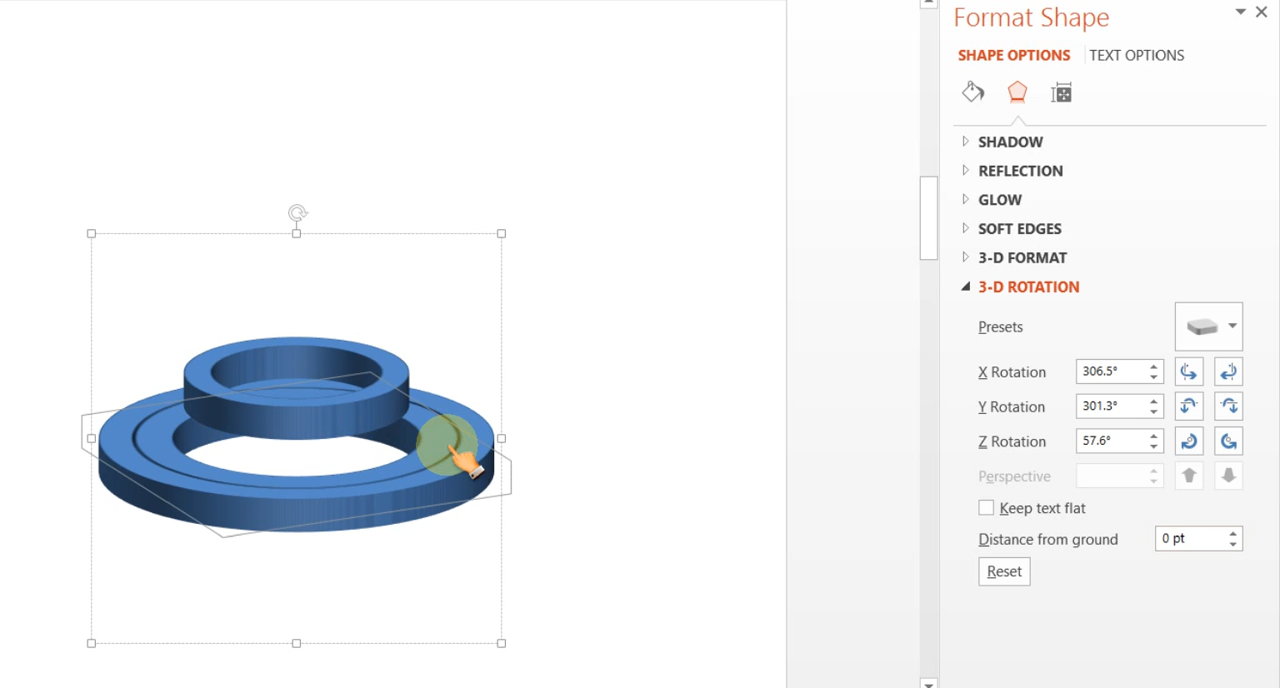 Format Shape
SHAPE OPTIONS TEXT OPTIONS
SHADOW
REFLECTION
GLOW
SOFT EDGES
3-D FORMAT
3-D ROTATION
Presets
X Rotation 306.5°
Y Rotation 301.3°
Z Rotation 57.6°
Perspective
Keep text flat
Distance from ground 0 pt
Reset